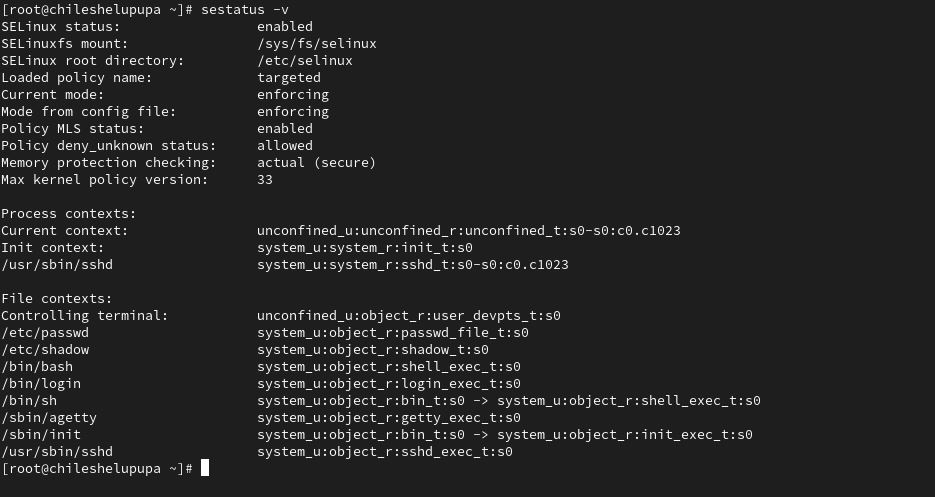 [root@chileshelupupa ~]# sestatus -v
SELinux status:                 enabled
SELinuxfs mount:                /sys/fs/selinux
SELinux root directory:         /etc/selinux
Loaded policy name:             targeted
Current mode:                   enforcing
Mode from config file:          enforcing
Policy MLS status:              enabled
Policy deny_unknown status:     allowed
Memory protection checking:     actual (secure)
Max kernel policy version:      33

Process contexts:
Current context:                unconfined_u:unconfined_r:unconfined_t:s0-s0:c0.c1023
Init context:                   system_u:system_r:init_t:s0
/usr/sbin/sshd                  system_u:system_r:sshd_t:s0-s0:c0.c1023

File contexts:
Controlling terminal:           unconfined_u:object_r:user_devpts_t:s0
/etc/passwd                     system_u:object_r:passwd_file_t:s0
/etc/shadow                     system_u:object_r:shadow_t:s0
/bin/bash                       system_u:object_r:shell_exec_t:s0
/bin/login                      system_u:object_r:login_exec_t:s0
/bin/sh                         system_u:object_r:bin_t:s0 -> system_u:object_r:shell_exec_t:s0
/sbin/agetty                    system_u:object_r:getty_exec_t:s0
/sbin/init                      system_u:object_r:bin_t:s0 -> system_u:object_r:init_exec_t:s0
/usr/sbin/sshd                  system_u:object_r:sshd_exec_t:s0
[root@chileshelupupa ~]#